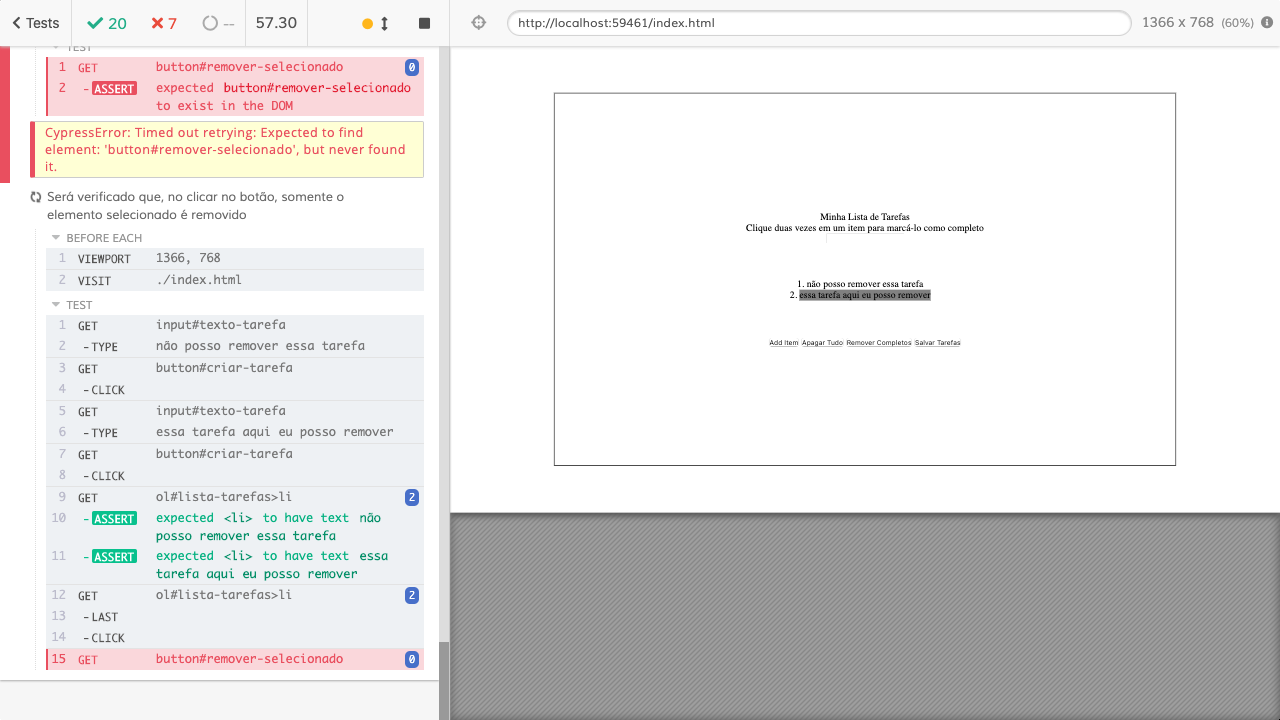 Tests
20
7
--
57.30
http://localhost:59461/index.html
1366 x 768 (60%)
TEST
1 GET button#remover-selecionado 0
2 -ASSERT expected button#remover-selecionado
to exist in the DOM
CypressError: Timed out retrying: Expected to find
element: 'button#remover-selecionado', but never found
it.
Será verificado que, no clicar no botão, somente o
elemento selecionado é removido
BEFORE EACH
1 VIEWPORT 1366, 768
2 VISIT ./index.html
TEST
1 GET input#texto-tarefa
2 -TYPE não posso remover essa tarefa
3 GET button#criar-tarefa
4 -CLICK
5 GET input#texto-tarefa
6 -TYPE essa tarefa aqui eu posso remover
7 GET button#criar-tarefa
8 -CLICK
9 GET ol#lista-tarefas>li 2
10 -ASSERT expected <li> to have text não
posso remover essa tarefa
11 -ASSERT expected <li> to have text essa
tarefa aqui eu posso remover
12 GET ol#lista-tarefas>li 2
13 -LAST
14 -CLICK
15 GET button#remover-selecionado 0
Minha Lista de Tarefas
Clique duas vezes em um item para marcá-lo como completo
1. não posso remover essa tarefa
2. essa tarefa aqui eu posso remover
Add Item Apagar Tudo Remover Completos Salvar Tarefas